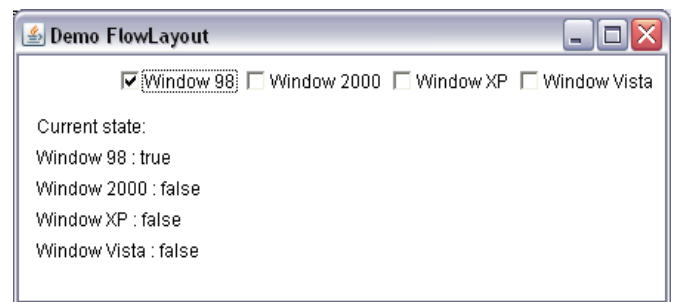 Demo FlowLayout
Window 98 Window 2000 Window XP Window Vista
Current state:
Window 98 : true
Window 2000 : false
Window XP : false
Window Vista : false